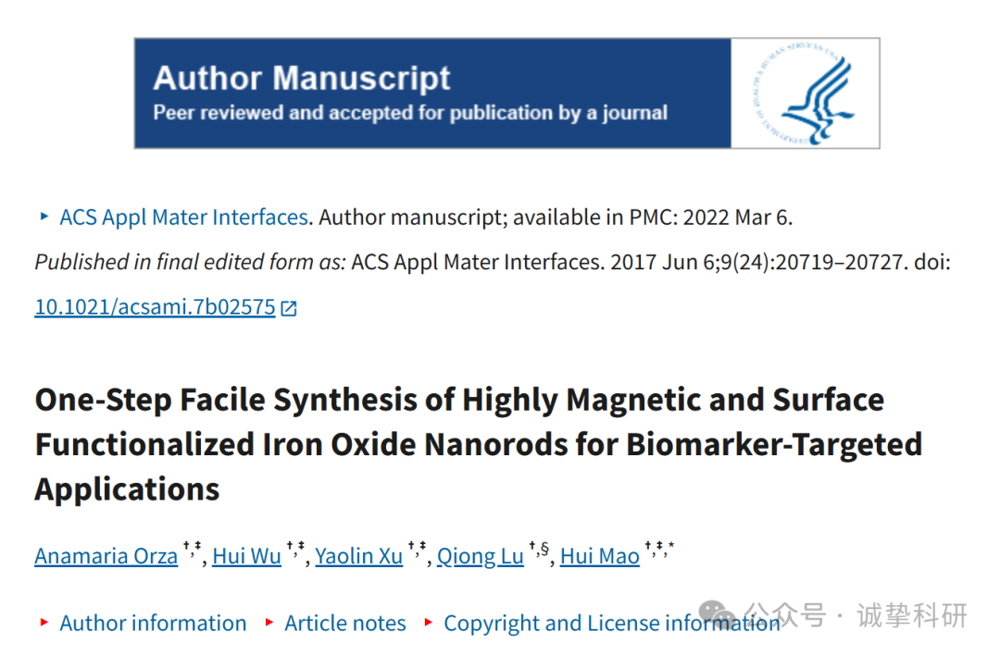 Author Manuscript
Peer reviewed and accepted for publication by a journal
▸ ACS Appl Mater Interfaces. Author manuscript; available in PMC: 2022 Mar 6.
Published in final edited form as: ACS Appl Mater Interfaces. 2017 Jun 6;9(24):20719–20727. doi:
10.1021/acsami.7b02575
One-Step Facile Synthesis of Highly Magnetic and Surface
Functionalized Iron Oxide Nanorods for Biomarker-Targeted
Applications
Anamaria Orza †,‡, Hui Wu †,‡, Yaolin Xu †,‡, Qiong Lu †,§, Hui Mao †,‡,*
▸ Author information ▸ Article notes ▸ Copyright and License information
公众号 · 诚挚科研